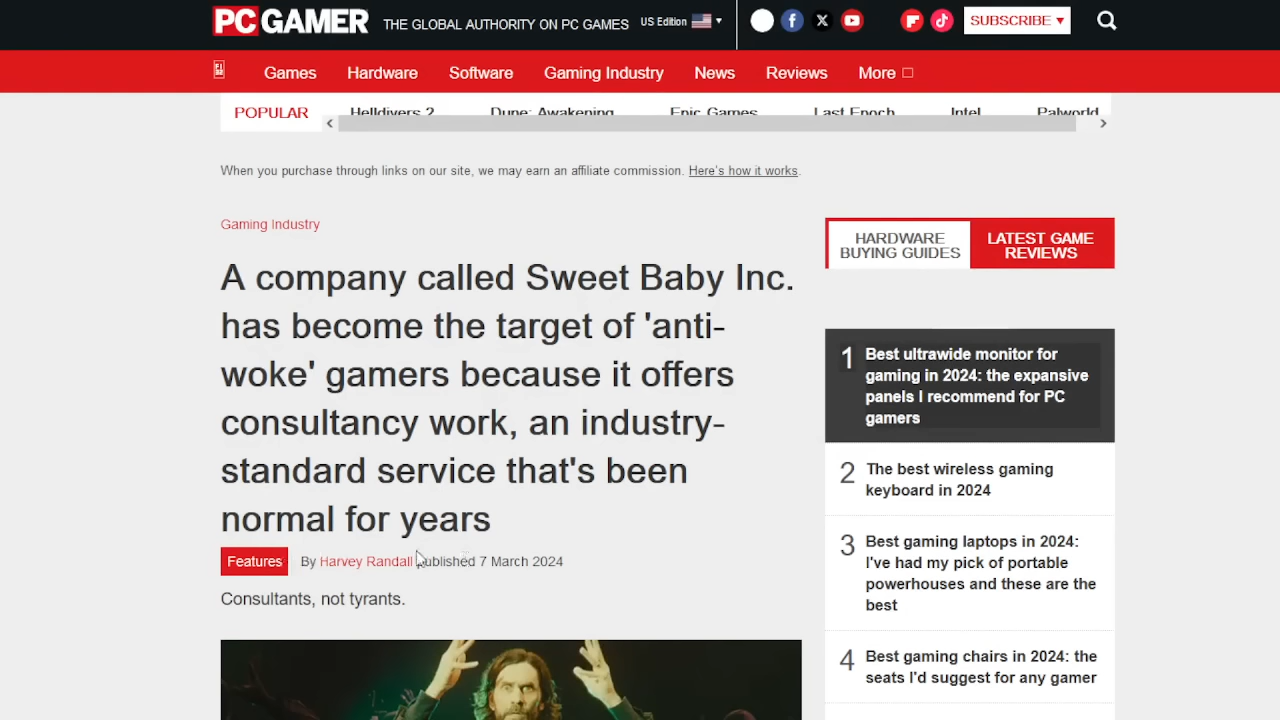 PC GAMER THE GLOBAL AUTHORITY ON PC GAMES US Edition SUBSCRIBE
Games Hardware Software Gaming Industry News Reviews More
POPULAR Helldivers 2 Dune: Awakening Epic Games Last Epoch Intel Palworld
When you purchase through links on our site, we may earn an affiliate commission. Here's how it works.
Gaming Industry
A company called Sweet Baby Inc.
has become the target of 'anti-
woke' gamers because it offers
consultancy work, an industry-
standard service that's been
normal for years
Features By Harvey Randall published 7 March 2024
Consultants, not tyrants.
HARDWARE
BUYING GUIDES
LATEST GAME
REVIEWS
1 Best ultrawide monitor for
gaming in 2024: the expansive
panels I recommend for PC
gamers
2 The best wireless gaming
keyboard in 2024
3 Best gaming laptops in 2024:
I've had my pick of portable
powerhouses and these are the
best
4 Best gaming chairs in 2024: the
seats I'd suggest for any gamer